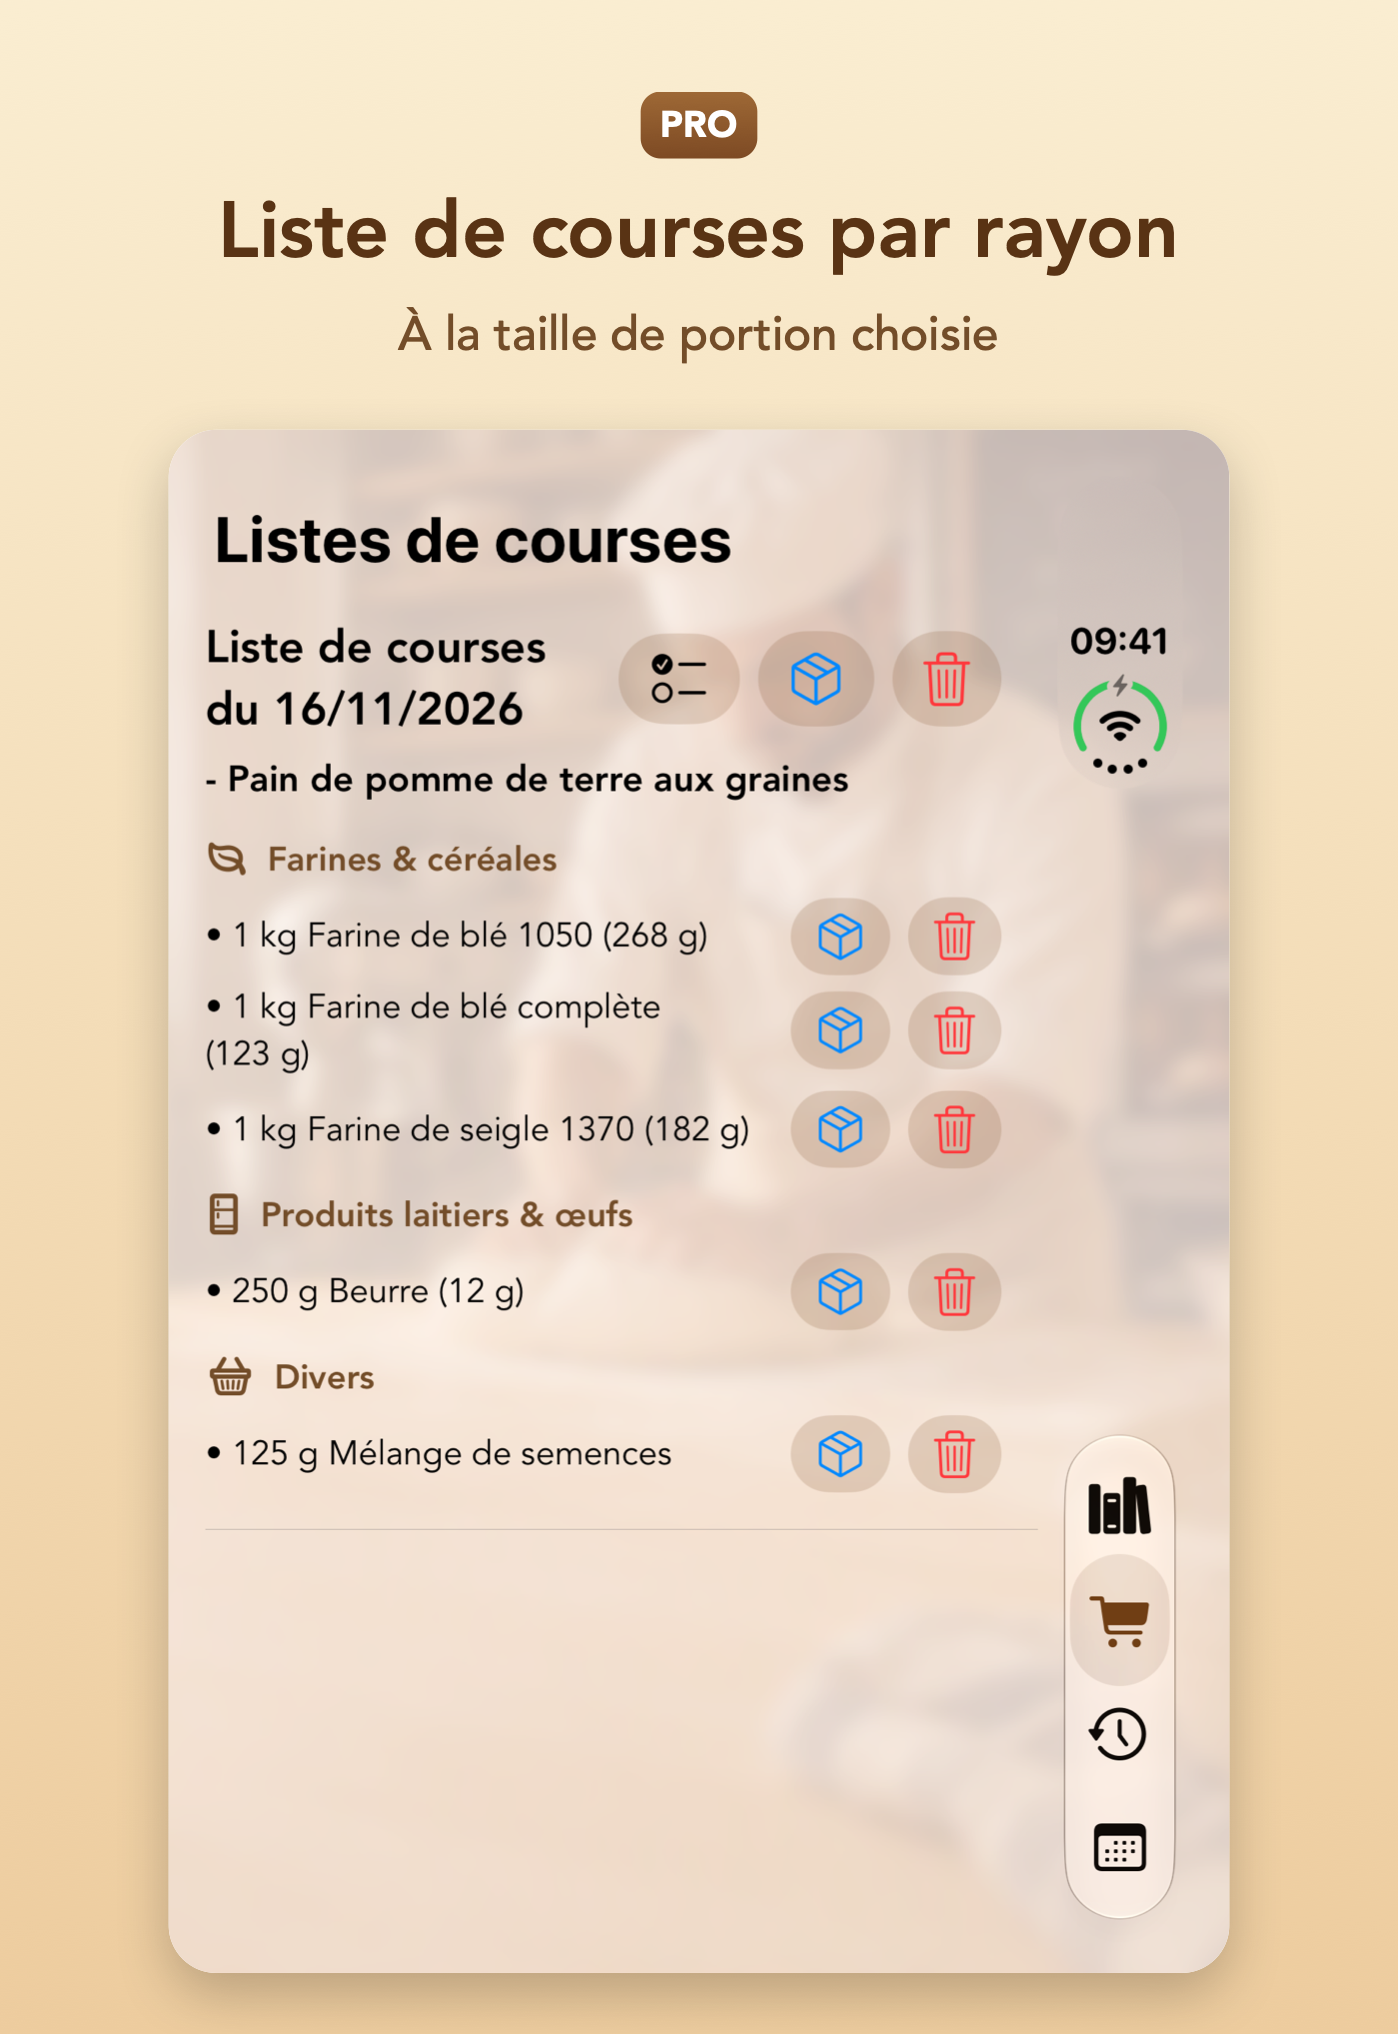 PRO
Liste de courses par rayon
À la taille de portion choisie
Listes de courses
Liste de courses
du 16/11/2026
09:41
- Pain de pomme de terre aux graines
Farines & céréales
• 1 kg Farine de blé 1050 (268 g)
• 1 kg Farine de blé complète
(123 g)
• 1 kg Farine de seigle 1370 (182 g)
Produits laitiers & œufs
• 250 g Beurre (12 g)
Divers
• 125 g Mélange de semences